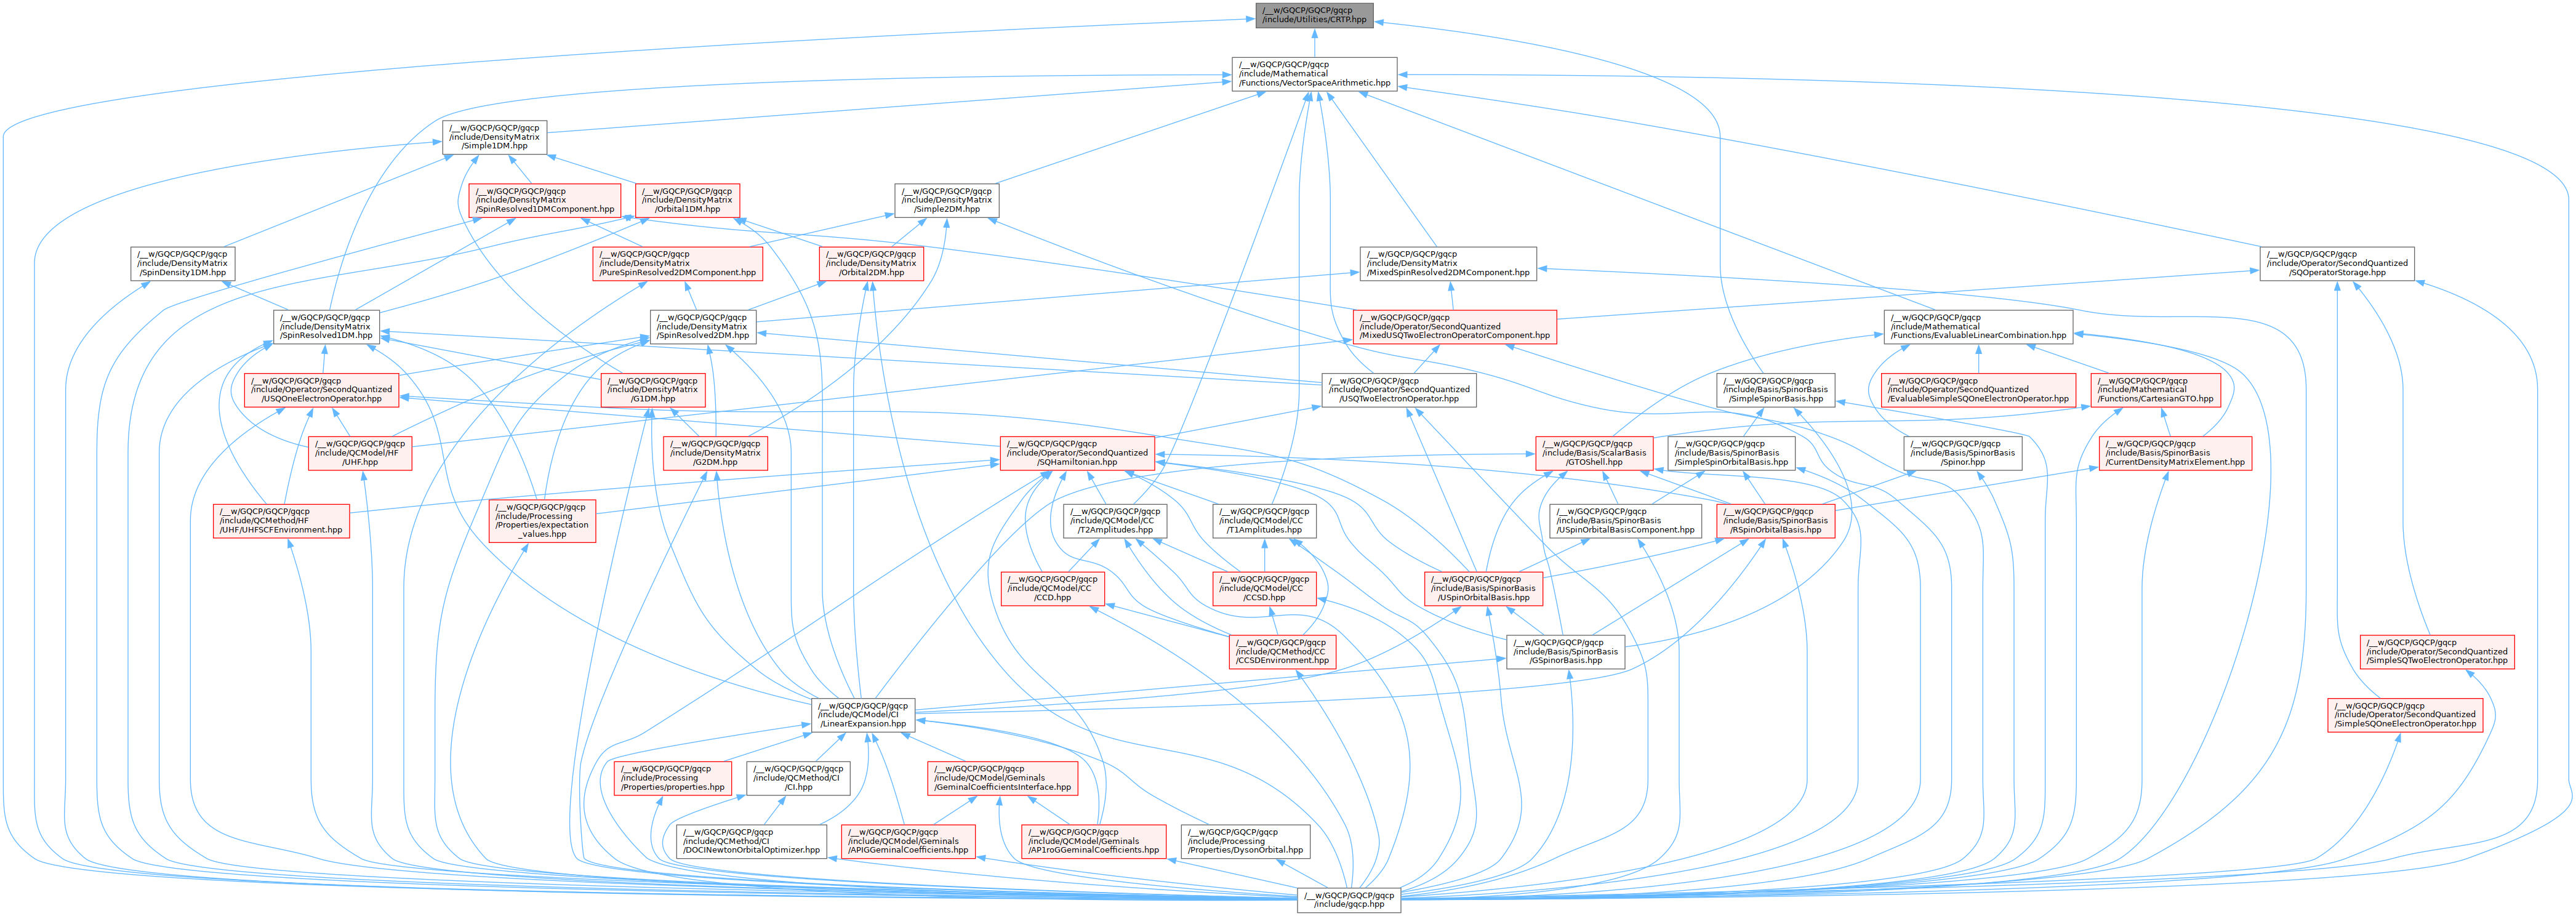 /__w/GQCP/GQCP/gqcp
/include/Utilities/CRTP.hpp
/__w/GQCP/GQCP/gqcp
/include/Mathematical
/Functions/VectorSpaceArithmetic.hpp
/__w/GQCP/GQCP/gqcp
/include/DensityMatrix
/Simple1DM.hpp
/__w/GQCP/GQCP/gqcp
/include/DensityMatrix
/SpinResolved1DMComponent.hpp
/__w/GQCP/GQCP/gqcp
/include/DensityMatrix
/Orbital1DM.hpp
/__w/GQCP/GQCP/gqcp
/include/DensityMatrix
/Simple2DM.hpp
/__w/GQCP/GQCP/gqcp
/include/DensityMatrix
/SpinDensity1DM.hpp
/__w/GQCP/GQCP/gqcp
/include/DensityMatrix
/PureSpinResolved2DMComponent.hpp
/__w/GQCP/GQCP/gqcp
/include/DensityMatrix
/Orbital2DM.hpp
/__w/GQCP/GQCP/gqcp
/include/DensityMatrix
/MixedSpinResolved2DMComponent.hpp
/__w/GQCP/GQCP/gqcp
/include/Operator/SecondQuantized
/SQOperatorStorage.hpp
/__w/GQCP/GQCP/gqcp
/include/DensityMatrix
/SpinResolved1DM.hpp
/__w/GQCP/GQCP/gqcp
/include/DensityMatrix
/SpinResolved2DM.hpp
/__w/GQCP/GQCP/gqcp
/include/Operator/SecondQuantized
/MixedUSQTwoElectronOperatorComponent.hpp
/__w/GQCP/GQCP/gqcp
/include/Mathematical
/Functions/EvaluableLinearCombination.hpp
/__w/GQCP/GQCP/gqcp
/include/Operator/SecondQuantized
/USQOneElectronOperator.hpp
/__w/GQCP/GQCP/gqcp
/include/DensityMatrix
/G1DM.hpp
/__w/GQCP/GQCP/gqcp
/include/Operator/SecondQuantized
/USQTwoElectronOperator.hpp
/__w/GQCP/GQCP/gqcp
/include/Basis/SpinorBasis
/SimpleSpinorBasis.hpp
/__w/GQCP/GQCP/gqcp
/include/Operator/SecondQuantized
/EvaluableSimpleSQOneElectronOperator.hpp
/__w/GQCP/GQCP/gqcp
/include/Mathematical
/Functions/CartesianGTO.hpp
/__w/GQCP/GQCP/gqcp
/include/QCModel/HF
/UHF.hpp
/__w/GQCP/GQCP/gqcp
/include/DensityMatrix
/G2DM.hpp
/__w/GQCP/GQCP/gqcp
/include/Operator/SecondQuantized
/SQHamiltonian.hpp
/__w/GQCP/GQCP/gqcp
/include/Basis/ScalarBasis
/GTOShell.hpp
/__w/GQCP/GQCP/gqcp
/include/Basis/SpinorBasis
/SimpleSpinOrbitalBasis.hpp
/__w/GQCP/GQCP/gqcp
/include/Basis/SpinorBasis
/Spinor.hpp
/__w/GQCP/GQCP/gqcp
/include/Basis/SpinorBasis
/CurrentDensityMatrixElement.hpp
/__w/GQCP/GQCP/gqcp
/include/QCMethod/HF
/UHF/UHFSCFEnvironment.hpp
/__w/GQCP/GQCP/gqcp
/include/Processing
/Properties/expectation
_values.hpp
/__w/GQCP/GQCP/gqcp
/include/QCModel/CC
/T2Amplitudes.hpp
/__w/GQCP/GQCP/gqcp
/include/QCModel/CC
/T1Amplitudes.hpp
/__w/GQCP/GQCP/gqcp
/include/Basis/SpinorBasis
/USpinOrbitalBasisComponent.hpp
/__w/GQCP/GQCP/gqcp
/include/Basis/SpinorBasis
/RSpinOrbitalBasis.hpp
/__w/GQCP/GQCP/gqcp
/include/QCModel/CC
/CCD.hpp
/__w/GQCP/GQCP/gqcp
/include/QCModel/CC
/CCSD.hpp
/__w/GQCP/GQCP/gqcp
/include/Basis/SpinorBasis
/USpinOrbitalBasis.hpp
/__w/GQCP/GQCP/gqcp
/include/QCMethod/CC
/CCSDEnvironment.hpp
/__w/GQCP/GQCP/gqcp
/include/Basis/SpinorBasis
/GSpinorBasis.hpp
/__w/GQCP/GQCP/gqcp
/include/Operator/SecondQuantized
/SimpleSQTwoElectronOperator.hpp
/__w/GQCP/GQCP/gqcp
/include/QCModel/CI
/LinearExpansion.hpp
/__w/GQCP/GQCP/gqcp
/include/Operator/SecondQuantized
/SimpleSQOneElectronOperator.hpp
/__w/GQCP/GQCP/gqcp
/include/Processing
/Properties/properties.hpp
/__w/GQCP/GQCP/gqcp
/include/QCMethod/CI
/CI.hpp
/__w/GQCP/GQCP/gqcp
/include/QCModel/Geminals
/GeminalCoefficientsInterface.hpp
/__w/GQCP/GQCP/gqcp
/include/QCMethod/CI
/DOCINewtonOrbitalOptimizer.hpp
/__w/GQCP/GQCP/gqcp
/include/QCModel/Geminals
/APIGGeminalCoefficients.hpp
/__w/GQCP/GQCP/gqcp
/include/QCModel/Geminals
/AP1roGGeminalCoefficients.hpp
/__w/GQCP/GQCP/gqcp
/include/Processing
/Properties/DysonOrbital.hpp
/__w/GQCP/GQCP/gqcp
/include/gqcp.hpp